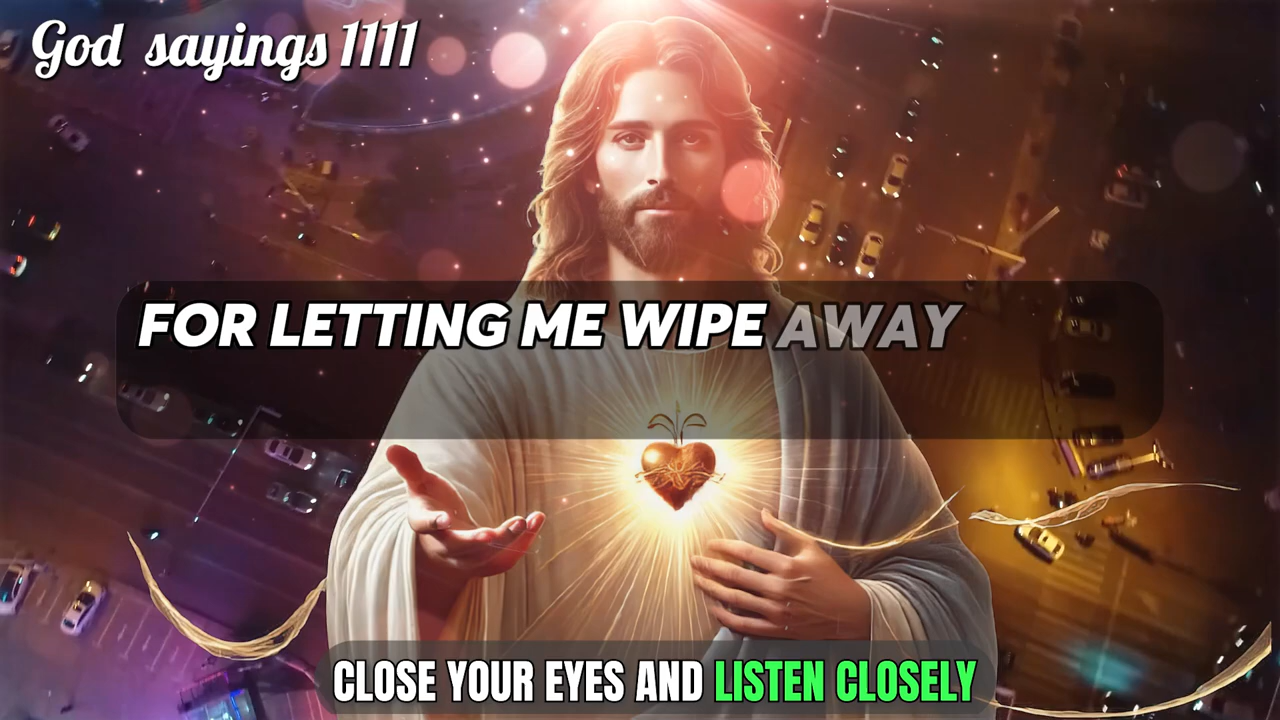 God sayings 1111
FOR LETTING ME WIPE AWAY
CLOSE YOUR EYES AND LISTEN CLOSELY